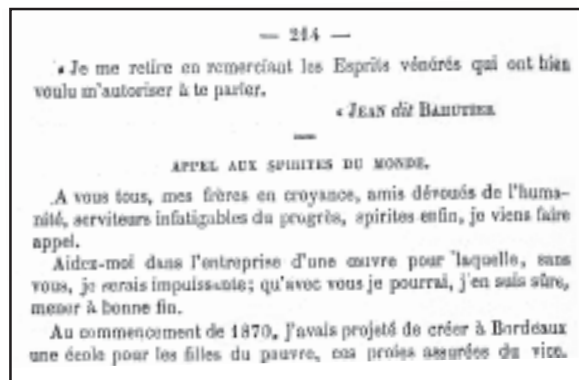 — 214 —
« Je me retire en remerciant les Esprits vénérés qui ont bien
voulu m'autoriser à te parler.
« JEAN dit BAHUTIER
APPEL AUX SPIRITES DU MONDE.
A vous tous, mes frères en croyance, amis dévoués de l'huma-
nité, serviteurs infatigables du progrès, spirites enfin, je viens faire
appel.
Aidez-moi dans l'entreprise d'une œuvre pour laquelle, sans
vous, je serais impuissante; qu'avec vous je pourrai, j'en suis sûre,
mener à bonne fin.
Au commencement de 1870, j'avais projeté de créer à Bordeaux
une école pour les filles du pauvre, ces proies assurées du vice.